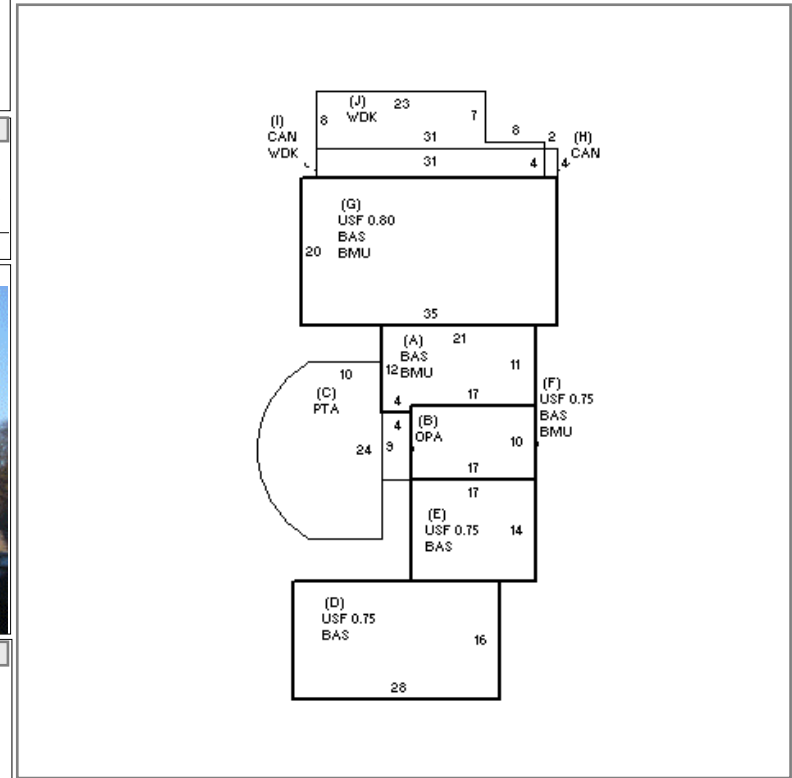 (J) 23
WDK
8
7
(I)
CAN
WDK
31
8
2
(H)
CAN
31
4
4
(G)
USF 0.80
BAS
BMU
20
35
(A)
BAS
BMU
21
11
12
10
(C)
PTA
17
4
(F)
USF 0.75
BAS
BMU
4
(B)
OPA
10
24
9
17
17
(E)
USF 0.75
BAS
14
(D)
USF 0.75
BAS
16
28